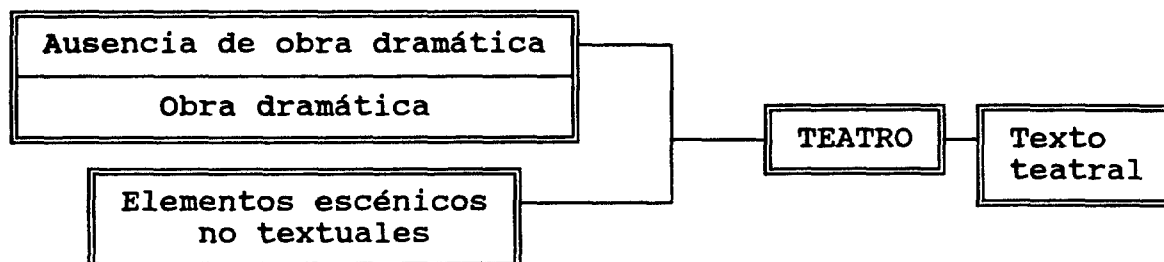 Ausencia de obra dramática
Obra dramática
Elementos escénicos
no textuales
TEATRO
Texto
teatral